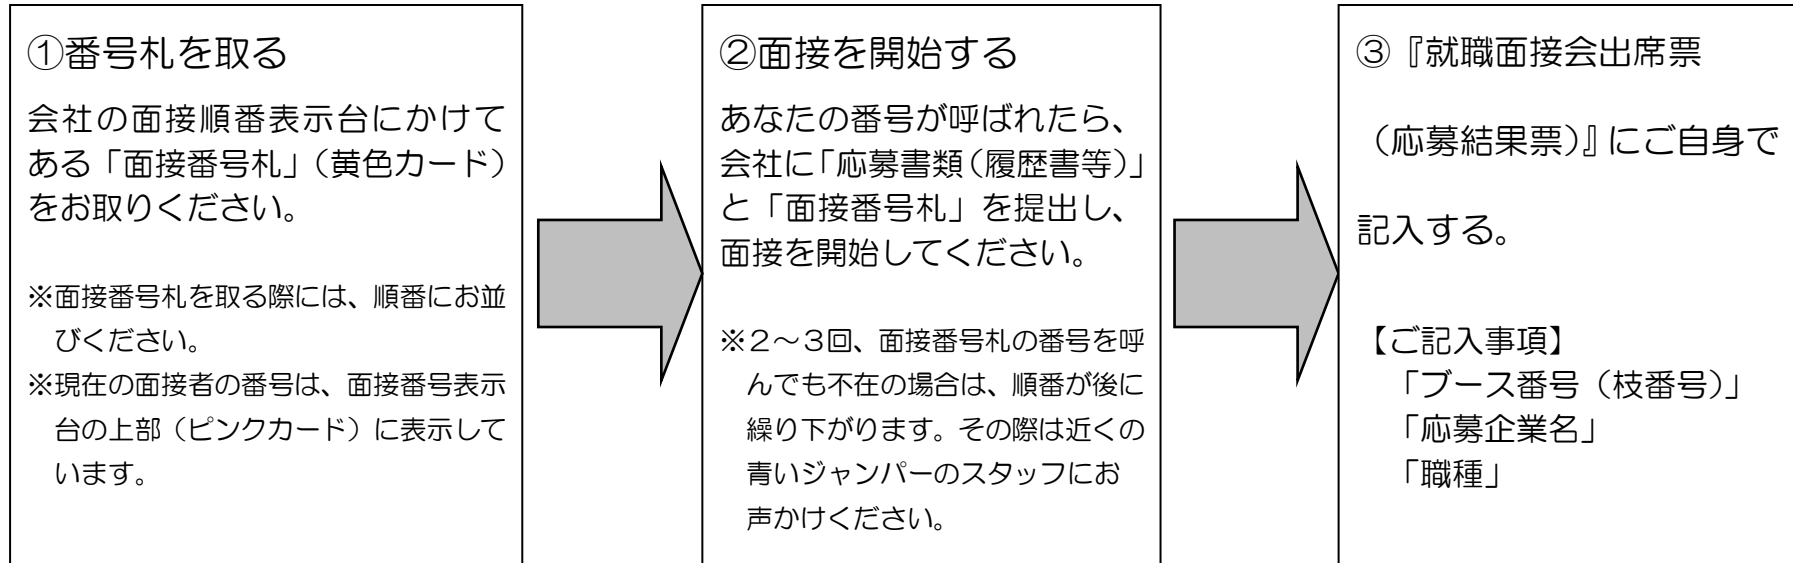 ①番号札を取る
会社の面接順番表示台にかけて
ある「面接番号札」（黄色カード）
をお取りください。
※面接番号札を取る際には、順番にお並
びください。
※現在の面接者の番号は、面接番号表示
台の上部（ピンクカード）に表示して
います。
②面接を開始する
あなたの番号が呼ばれたら、
会社に「応募書類（履歴書等）」
と「面接番号札」を提出し、
面接を開始してください。
※２～３回、面接番号札の番号を呼
んでも不在の場合は、順番が後に
繰り下がります。その際は近くの
青いジャンパーのスタッフにお
声かけください。
③『就職面接会出席票
（応募結果票）』にご自身で
記入する。
【ご記入事項】
「ブース番号（枝番号）」
「応募企業名」
「職種」